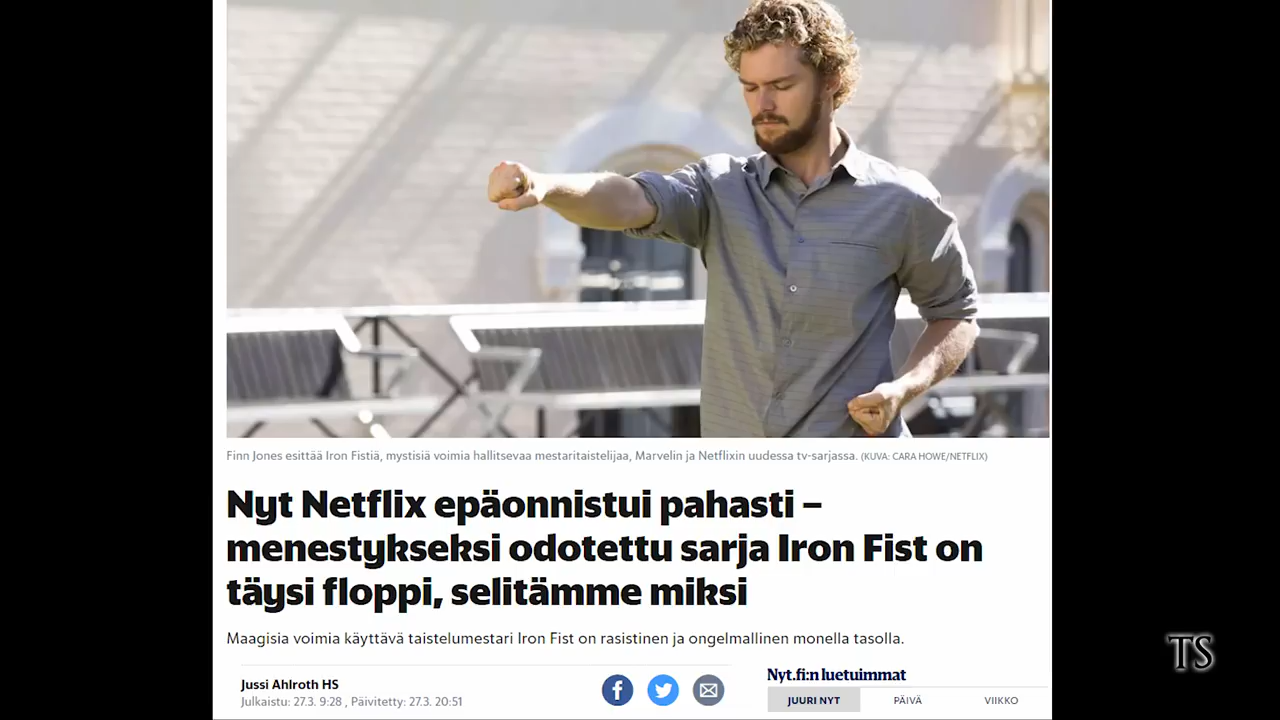 Finn Jones esittää Iron Fistiä, mystisiä voimia hallitsevaa mestaritaistelijaa, Marvelin ja Netflixin uudessa tv-sarjassa. (KUVA: CARA HOWE/NETFLIX)
Nyt Netflix epäonnistui pahasti –
menestykseksi odotettu sarja Iron Fist on
täysi floppi, selitämme miksi
Maagisia voimia käyttävä taistelumestari Iron Fist on rasistinen ja ongelmallinen monella tasolla.
Jussi Ahlroth HS
Julkaistu: 27.3. 9:28 , Päivitetty: 27.3. 20:51
Nyt.fi:n luetuimmat
JUURI NYT PÄIVÄ VIIKKO
TS